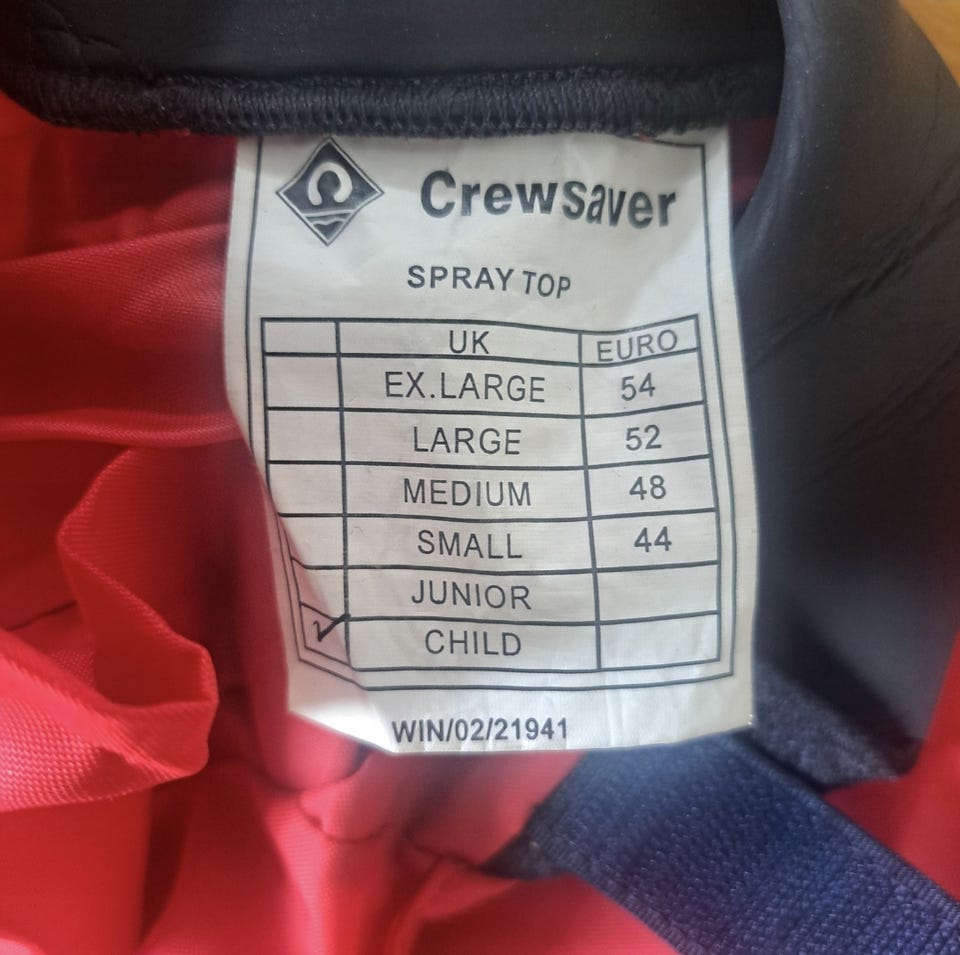 Crewsaver
SPRAY TOP
UK EURO
EX.LARGE 54
LARGE 52
MEDIUM 48
SMALL 44
JUNIOR
✓ CHILD
WIN/02/21941